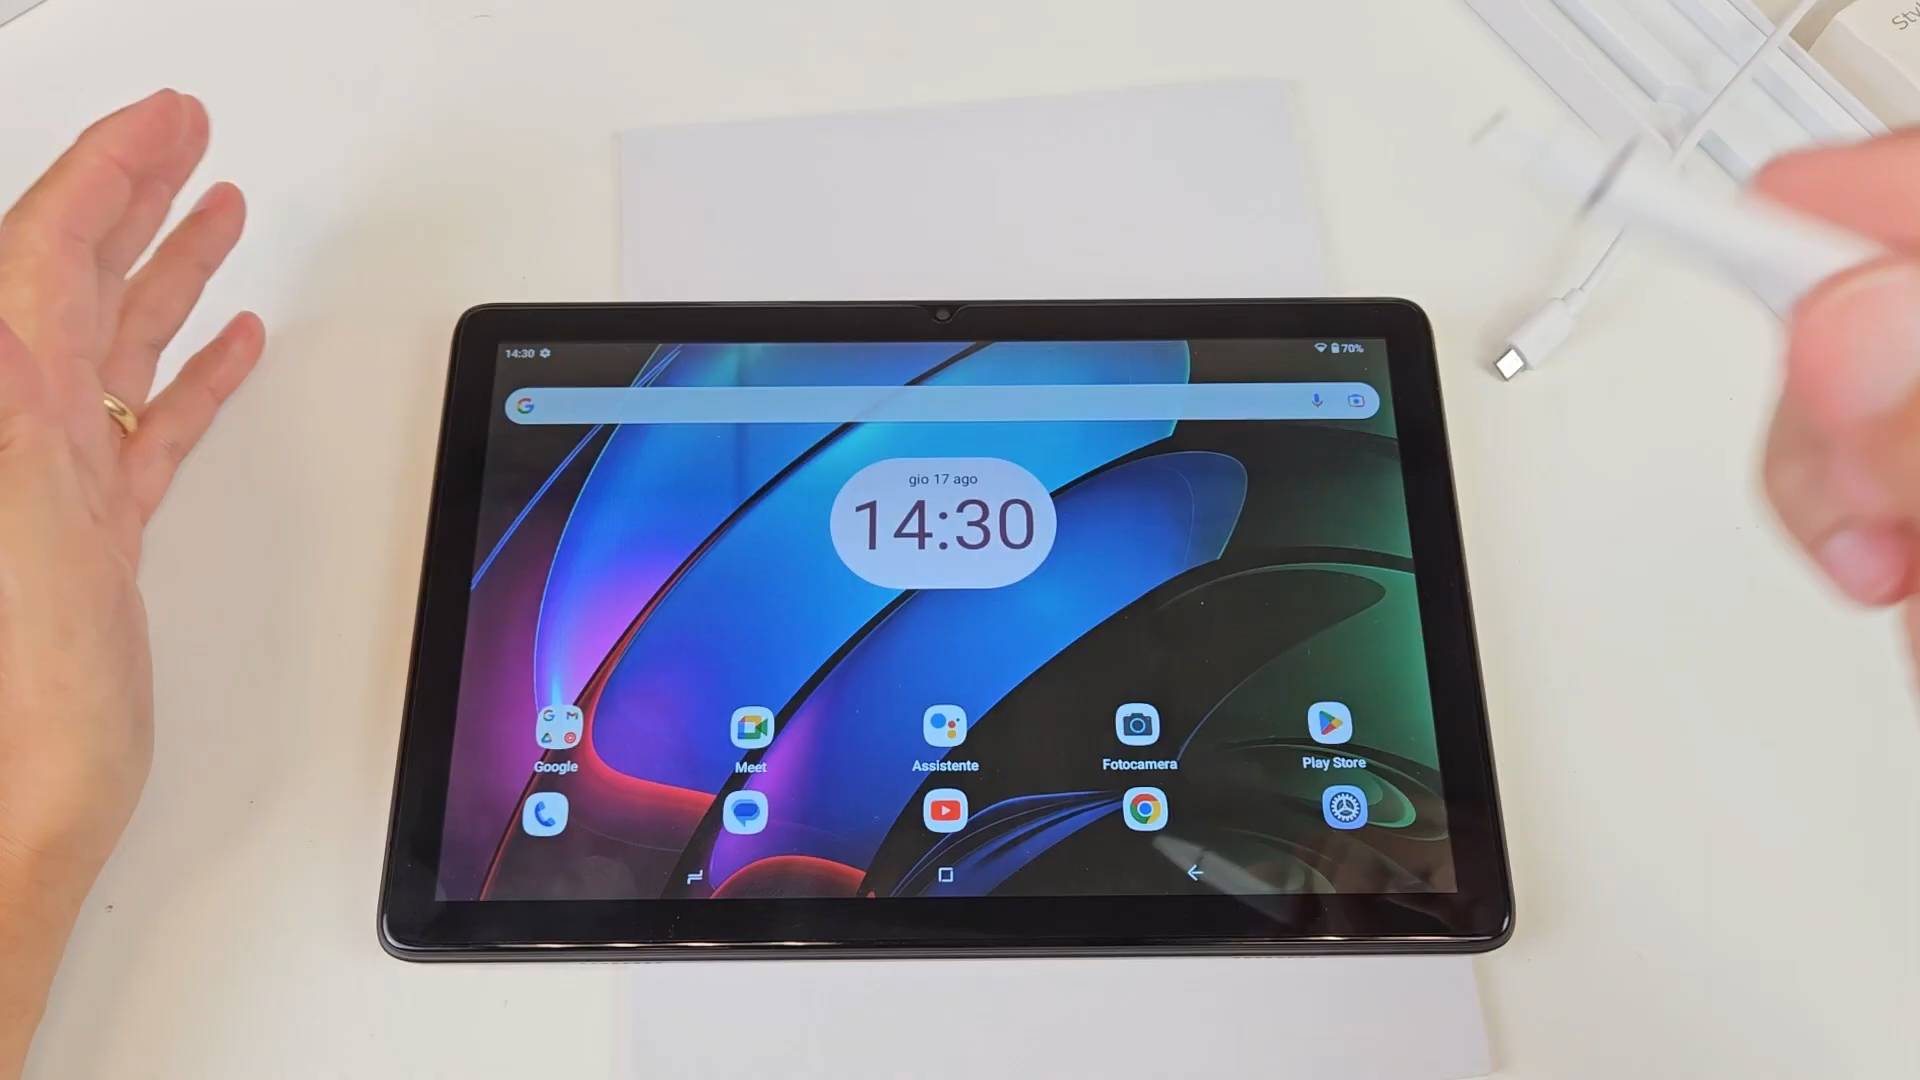 14:30
70%
gio 17 ago
14:30
Google
Meet
Assistente
Fotocamera
Play Store